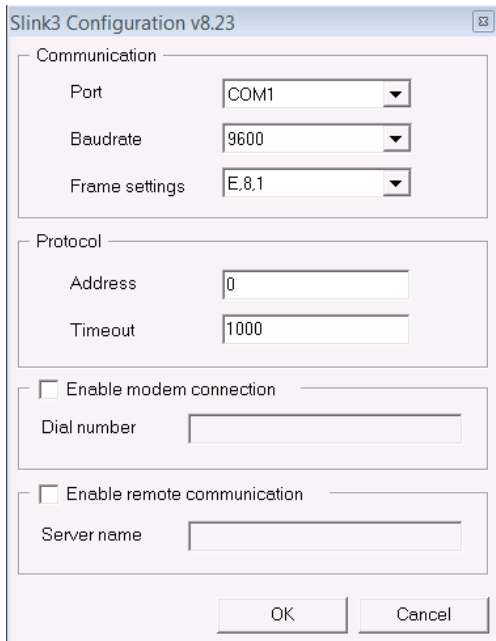 Slink3 Configuration v8.23
Communication
Port COM1
Baudrate 9600
Frame settings E,8,1
Protocol
Address 0
Timeout 1000
Enable modem connection
Dial number
Enable remote communication
Server name
OK Cancel